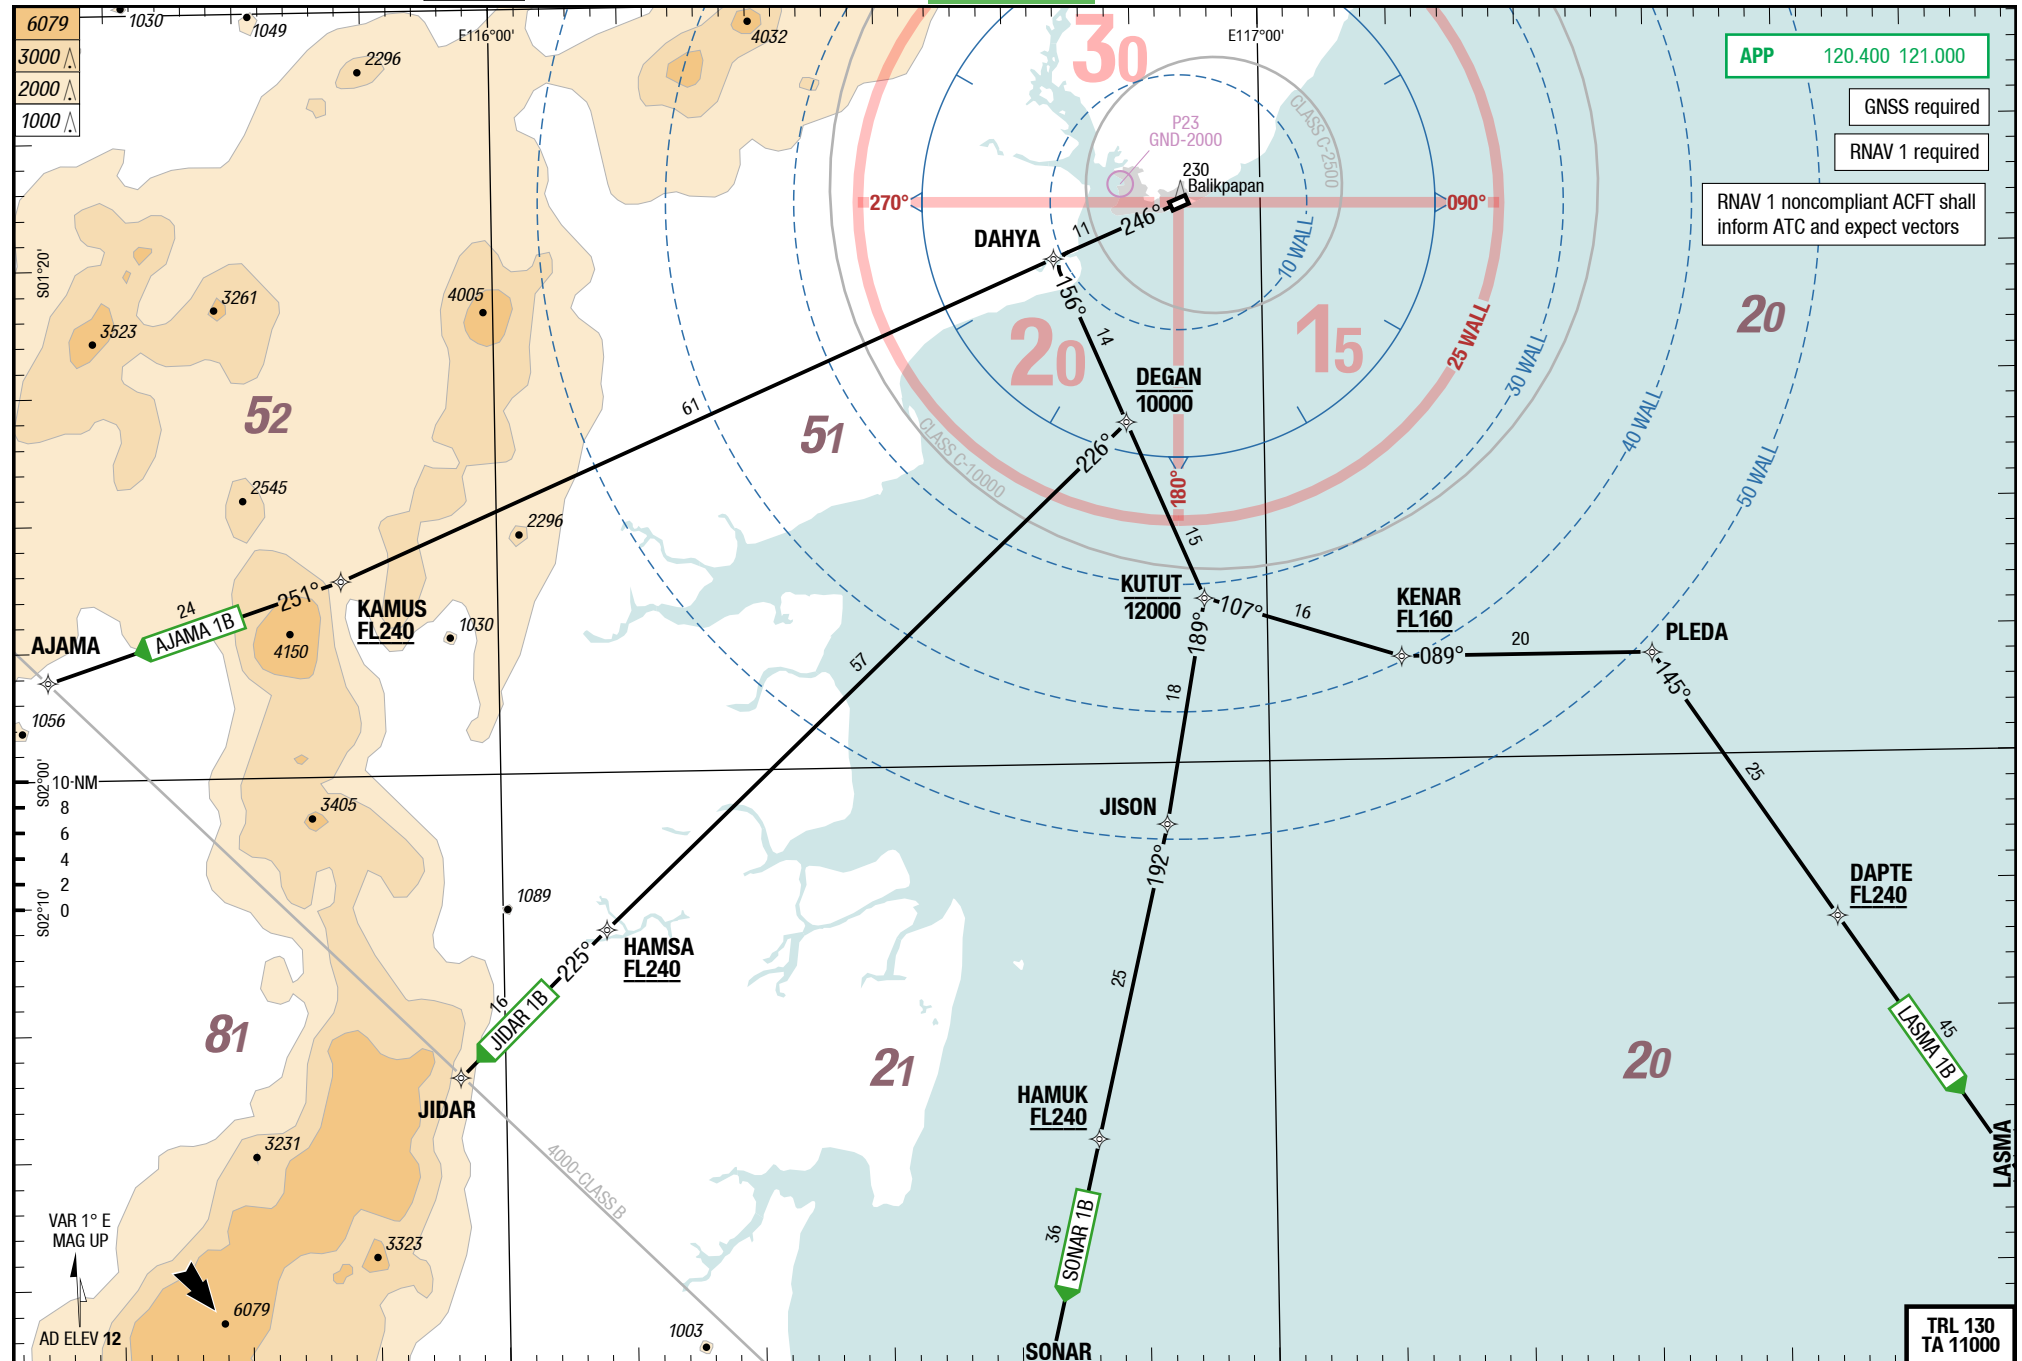 6079
3000
2000
1000
1030
1049
2296
4032
E116°00'
E117°00'
30
APP 120.400 121.000
GNSS required
RNAV 1 required
RNAV 1 noncompliant ACFT shall
inform ATC and expect vectors
P23
GND-2000
CLASS C-2500
230
Balikpapan
270°
090°
246°
11
DAHYA
10 WALL
156°
14
20
15
25 WALL
30 WALL
40 WALL
50 WALL
20
S01°20'
3261
3523
4005
52
51
61
DEGAN
10000
226°
180°
CLASS C-10000
15
2545
2296
KUTUT
12000
107°
16
KENAR
FL160
089°
20
PLEDA
145°
189°
18
251°
24
AJAMA 1B
KAMUS
FL240
AJAMA
4150
1030
57
1056
S02°00'
10-NM
8
6
4
2
0
S02°10'
3405
JISON
192°
25
25
DAPTE
FL240
1089
HAMSA
FL240
225°
16
JIDAR 1B
JIDAR
81
21
20
45
LASMA 1B
LASMA
HAMUK
FL240
36
SONAR 1B
SONAR
3231
4000-CLASS B
VAR 1° E
MAG UP
3323
6079
AD ELEV 12
1003
TRL 130
TA 11000